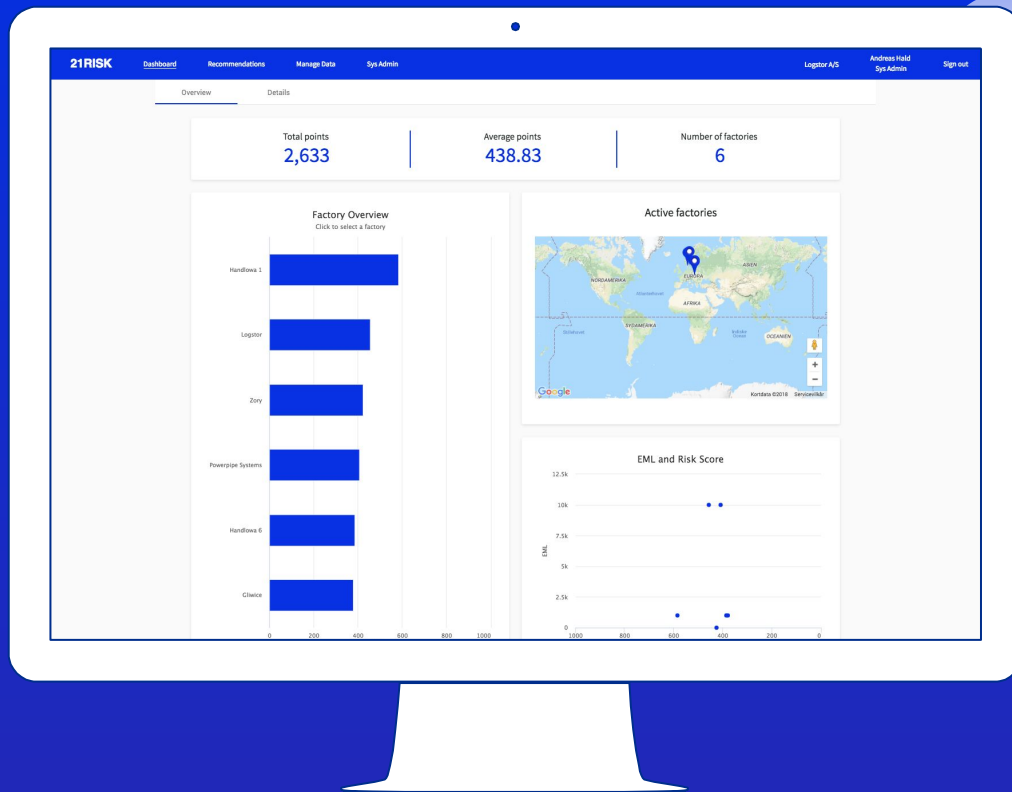 21RISK
Dashboard
Recommendations
Manage Data
Sys Admin
Logstor A/S
Andreas Hald
Sys Admin
Sign out
Overview
Details
Total points
2,633
Average points
438.83
Number of factories
6
Factory Overview
Click to select a factory
Handlowa 1
Logstor
Zory
Powerpipe Systems
Handlowa 6
Gliwice
0 200 400 600 800 1000
Active factories
NORDAMERIKA
EUROPA
ASIEN
Atlanterhavet
AFRIKA
SYDAMERIKA
Indiske
Ocean
OCEANIEN
+
−
Google
Kortdata ©2018 Servicevilkår
EML and Risk Score
12.5k
10k
7.5k
EML
5k
2.5k
0
1000 800 600 400 200 0